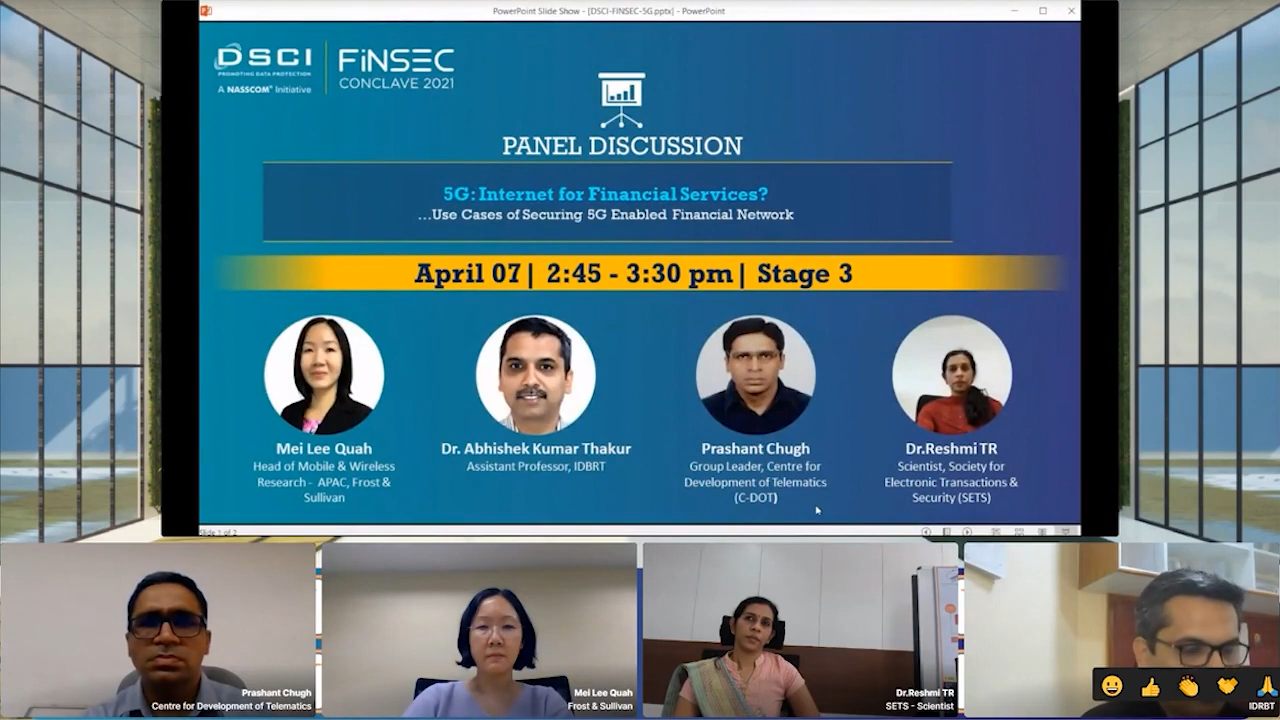 PowerPoint Slide Show - [DSCI-FINSEC-5G.pptx] - PowerPoint
DSCI
PROMOTING DATA PROTECTION
A NASSCOM® Initiative
FiNSEC
CONCLAVE 2021
PANEL DISCUSSION
5G: Internet for Financial Services?
...Use Cases of Securing 5G Enabled Financial Network
April 07| 2:45 - 3:30 pm| Stage 3
Mei Lee Quah
Head of Mobile & Wireless
Research - APAC, Frost &
Sullivan
Dr. Abhishek Kumar Thakur
Assistant Professor, IDBRT
Prashant Chugh
Group Leader, Centre for
Development of Telematics
(C-DOT)
Dr.Reshmi TR
Scientist, Society for
Electronic Transactions &
Security (SETS)
Slide 1 of 2
Prashant Chugh
Centre for Development of Telematics
Mei Lee Quah
Frost & Sullivan
Dr.Reshmi TR
SETS - Scientist
IDRBT